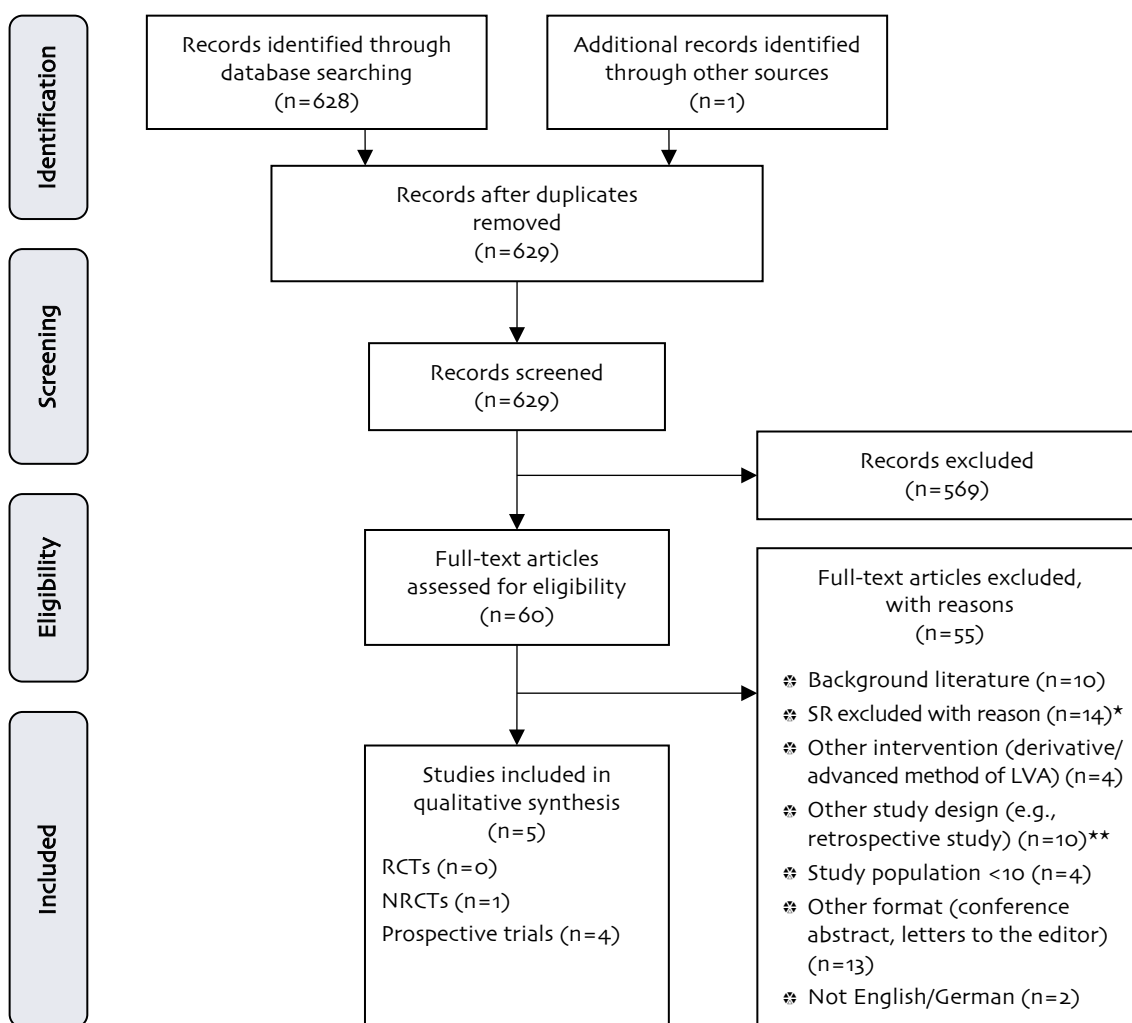 Identification
Records identified through
database searching
(n=628)
Additional records identified
through other sources
(n=1)
Records after duplicates
removed
(n=629)
Screening
Records screened
(n=629)
Records excluded
(n=569)
Eligibility
Full-text articles
assessed for eligibility
(n=60)
Full-text articles excluded,
with reasons
(n=55)
❂ Background literature (n=10)
❂ SR excluded with reason (n=14)*
❂ Other intervention (derivative/
advanced method of LVA) (n=4)
❂ Other study design (e.g.,
retrospective study) (n=10)**
❂ Study population <10 (n=4)
❂ Other format (conference
abstract, letters to the editor)
(n=13)
❂ Not English/German (n=2)
Included
Studies included in
qualitative synthesis
(n=5)
RCTs (n=0)
NRCTs (n=1)
Prospective trials (n=4)